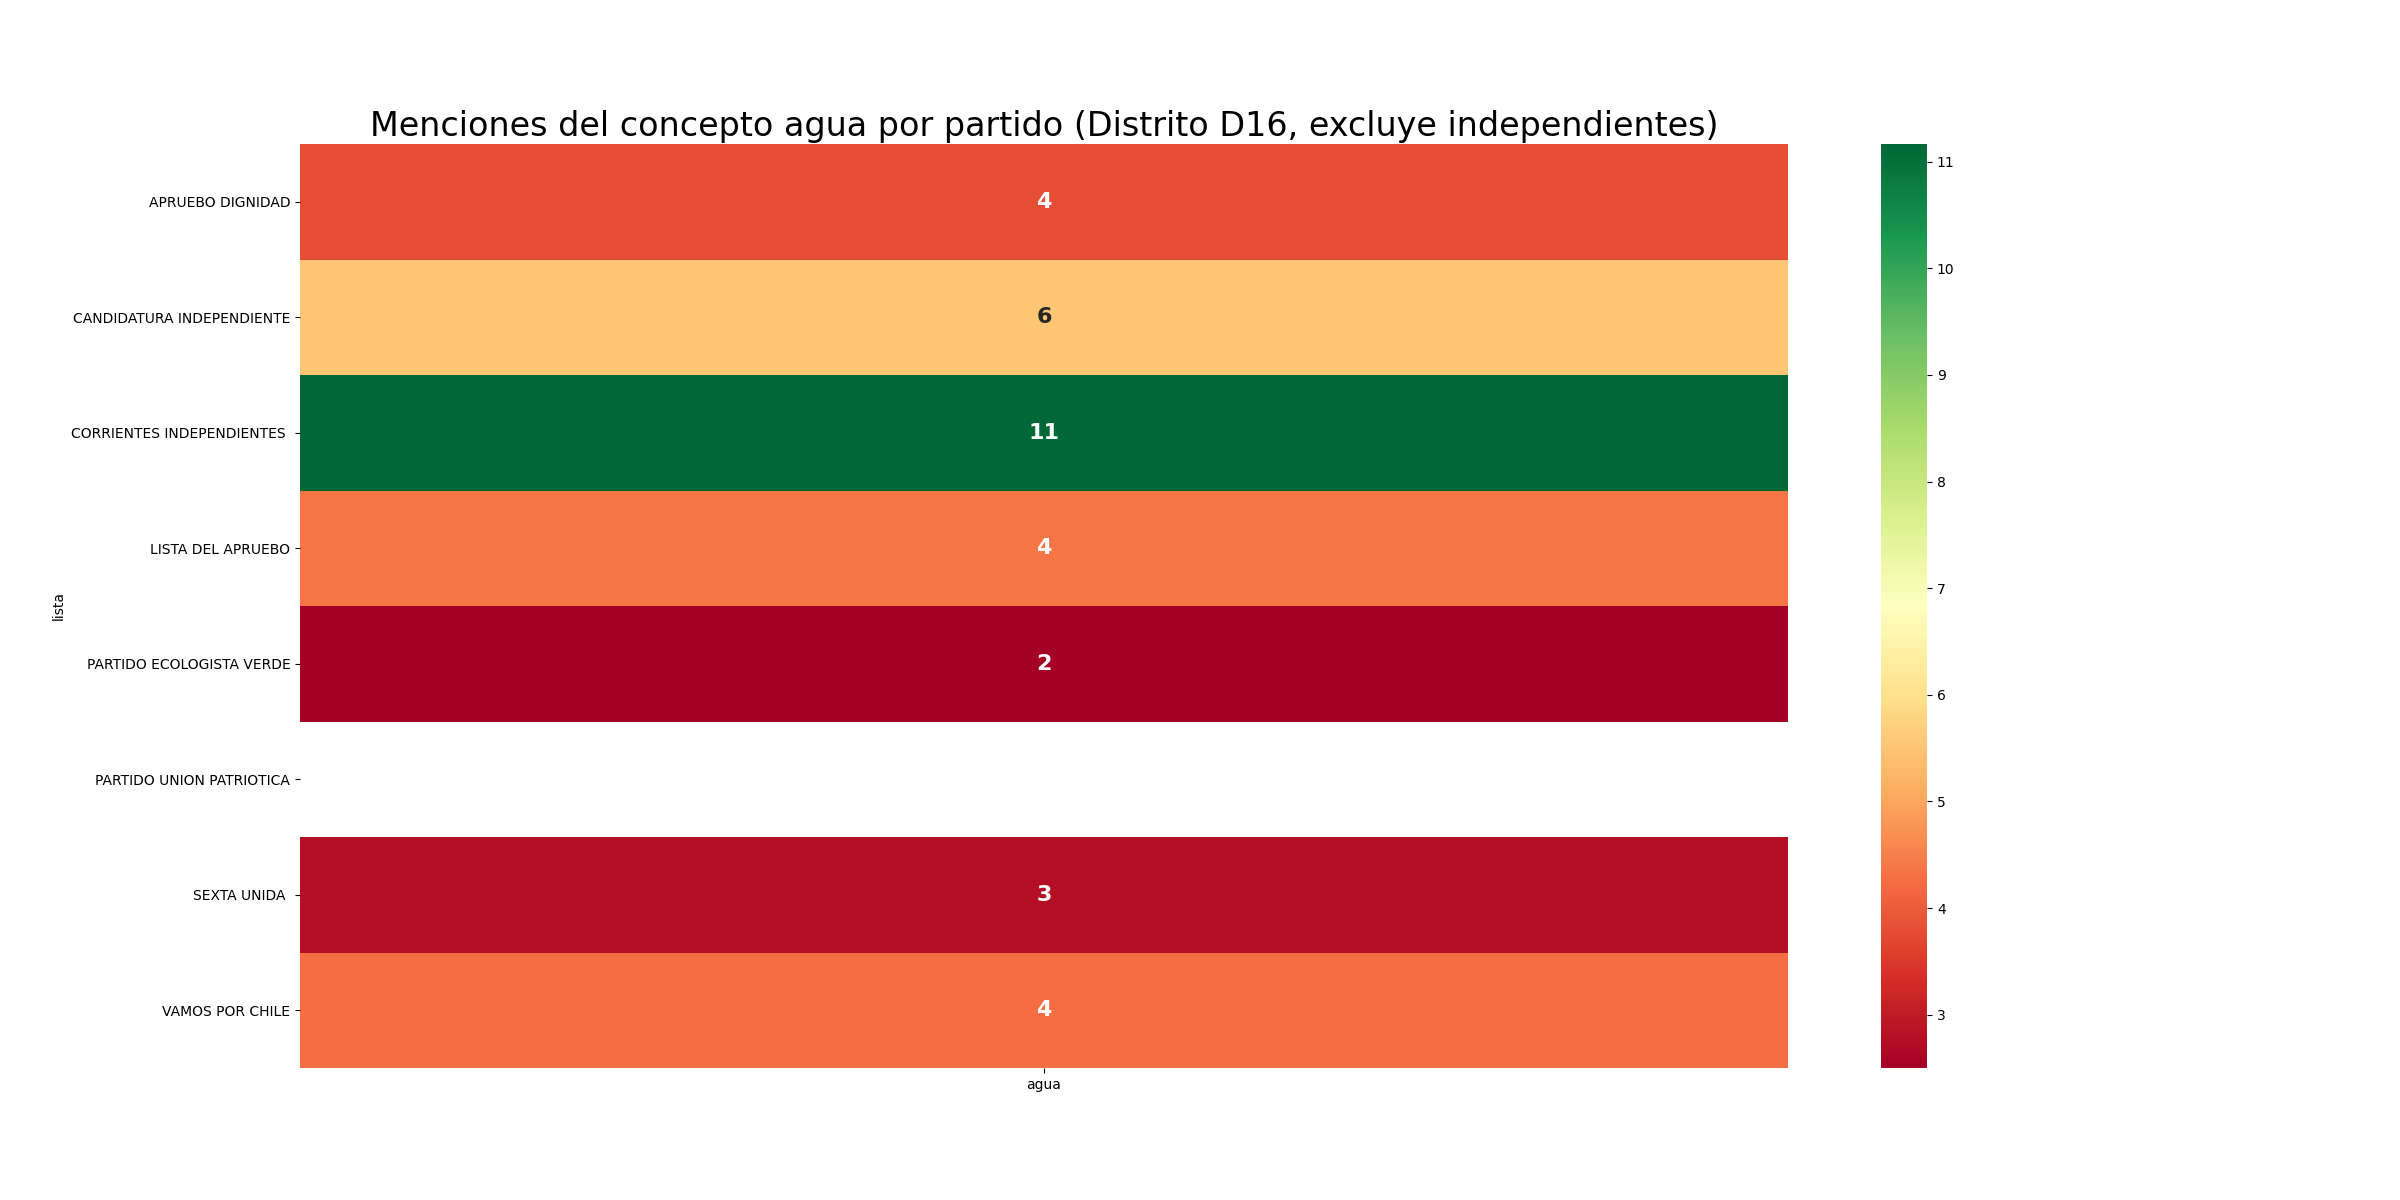 Menciones del concepto agua por partido (Distrito D16, excluye independientes)
APRUEBO DIGNIDAD
4
CANDIDATURA INDEPENDIENTE
6
CORRIENTES INDEPENDIENTES
11
LISTA DEL APRUEBO
4
PARTIDO ECOLOGISTA VERDE
2
PARTIDO UNION PATRIOTICA
SEXTA UNIDA
3
VAMOS POR CHILE
4
lista
agua
11
10
9
8
7
6
5
4
3